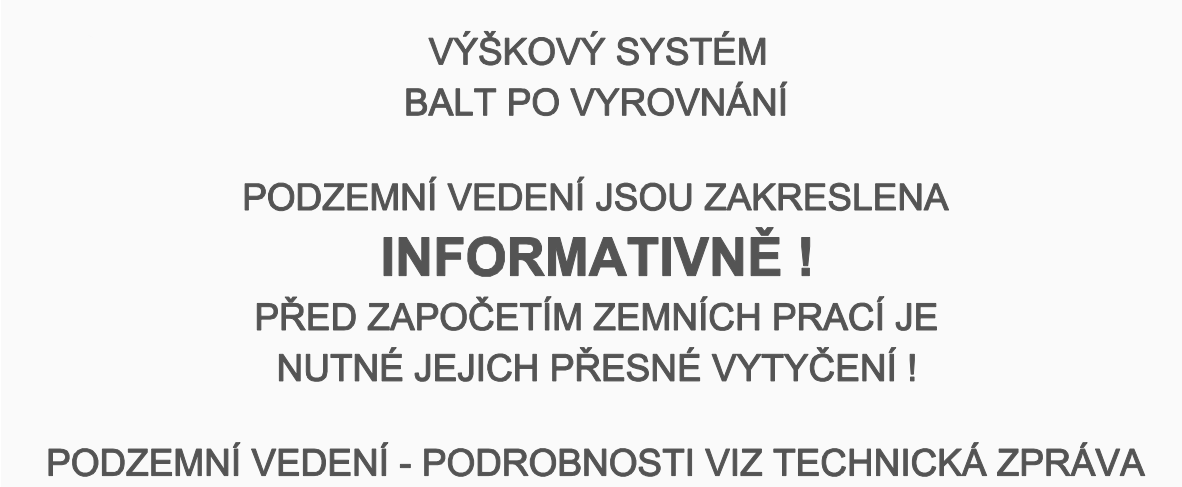 VÝŠKOVÝ SYSTÉM
BALT PO VYROVNÁNÍ
PODZEMNÍ VEDENÍ JSOU ZAKRESLENA
INFORMATIVNĚ !
PŘED ZAPOČETÍM ZEMNÍCH PRACÍ JE
NUTNÉ JEJICH PŘESNÉ VYTYČENÍ !
PODZEMNÍ VEDENÍ - PODROBNOSTI VIZ TECHNICKÁ ZPRÁVA